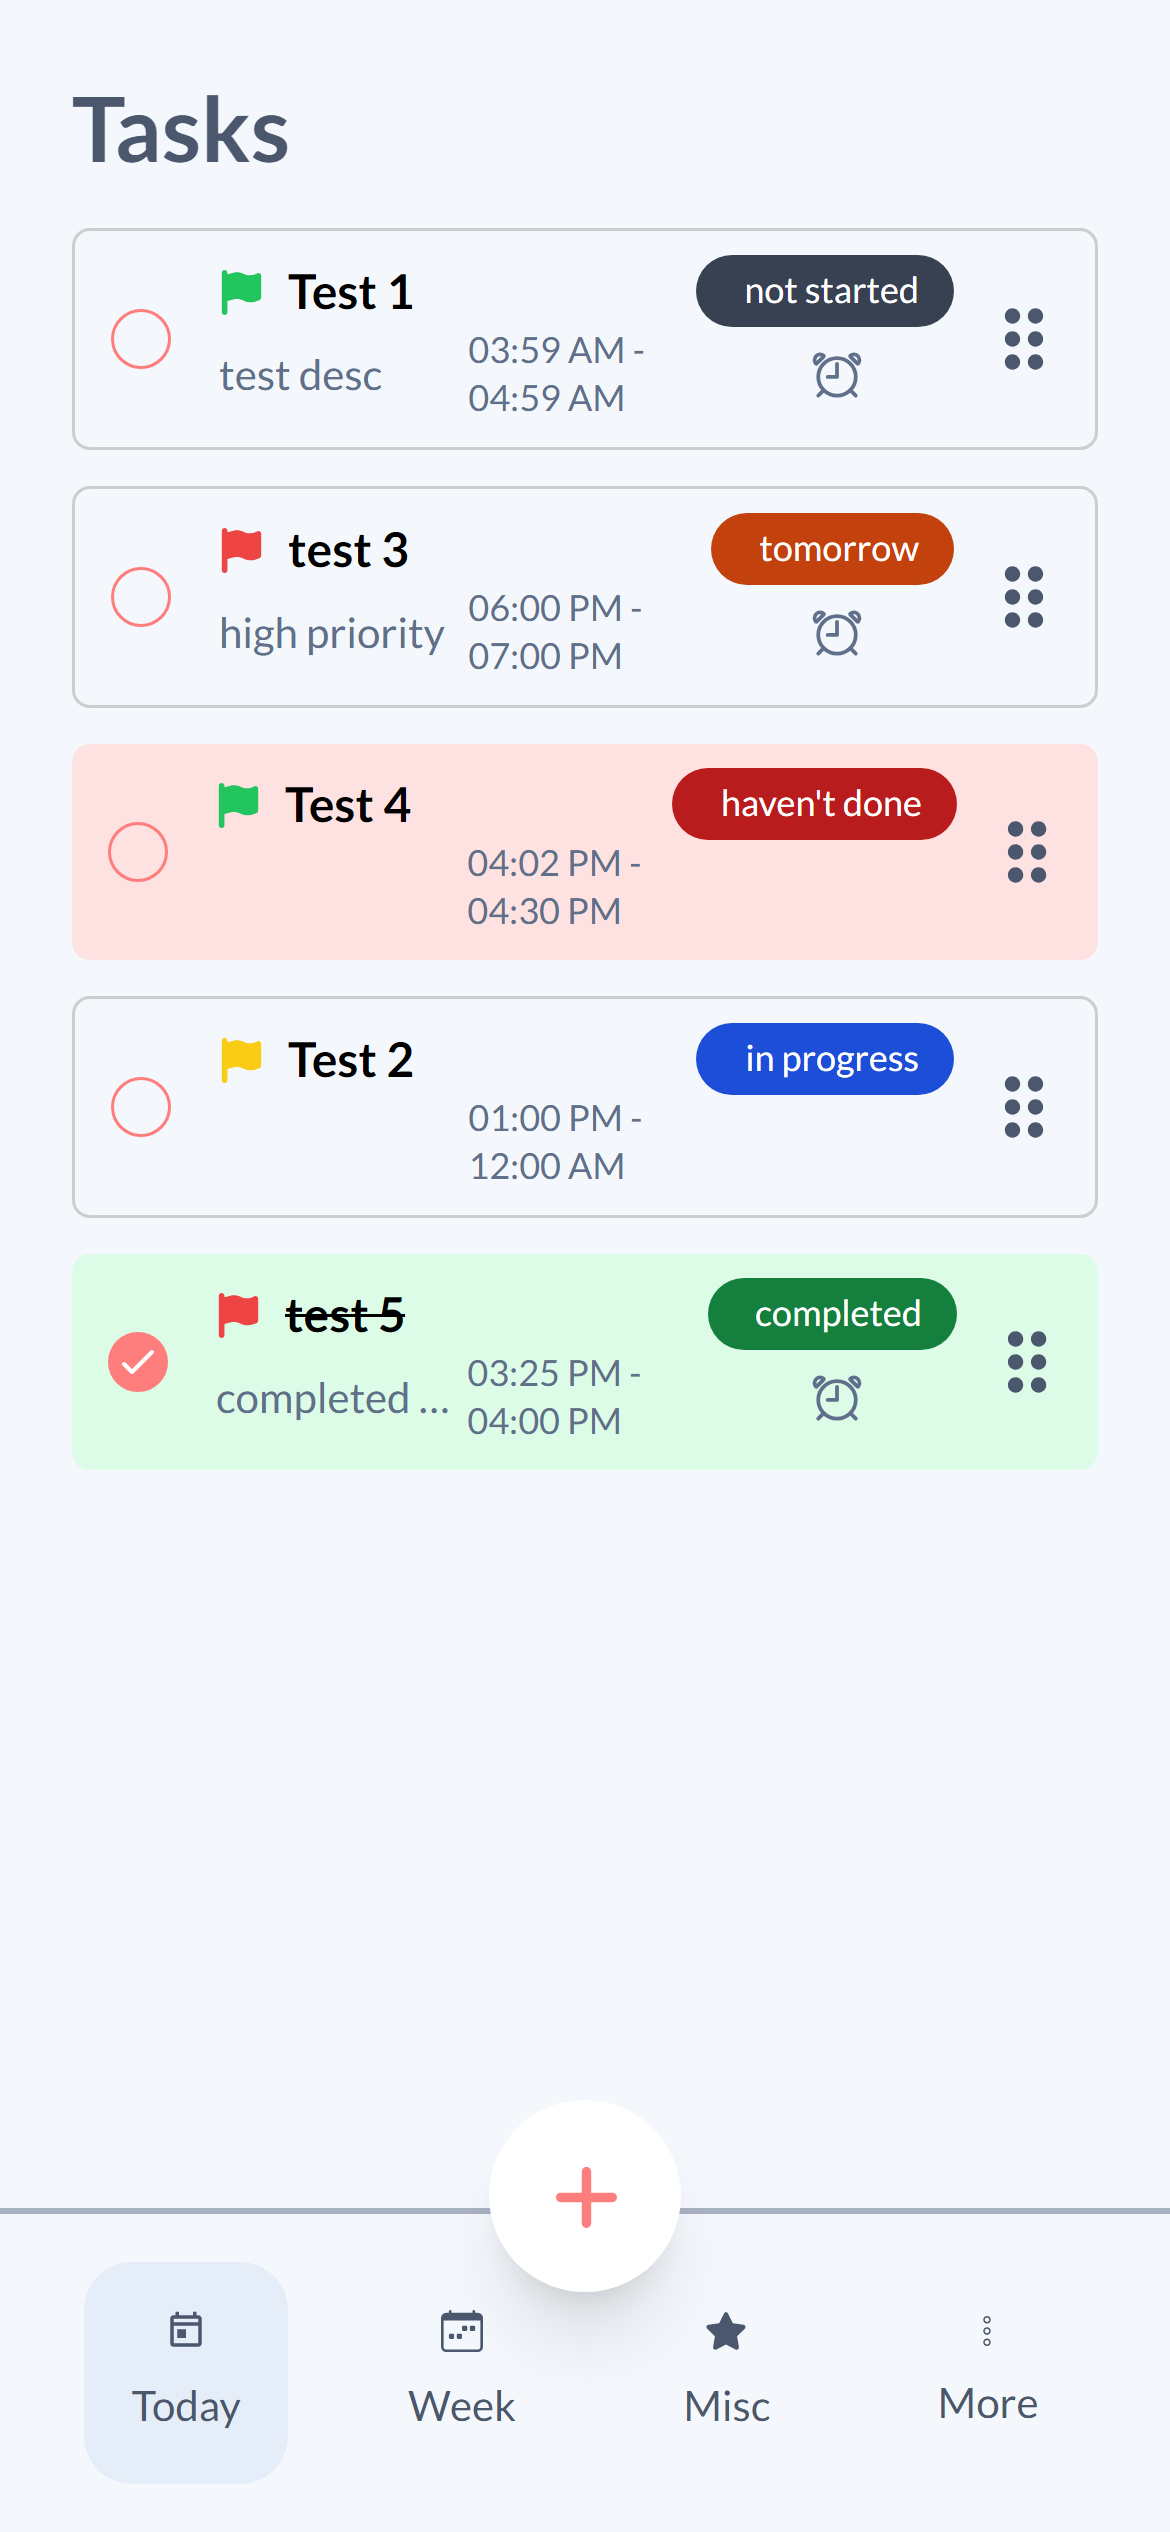 Tasks
Test 1
not started
test desc
03:59 AM -
04:59 AM
test 3
tomorrow
high priority
06:00 PM -
07:00 PM
Test 4
haven't done
04:02 PM -
04:30 PM
Test 2
in progress
01:00 PM -
12:00 AM
test 5
completed
completed ...
03:25 PM -
04:00 PM
Today
Week
Misc
More